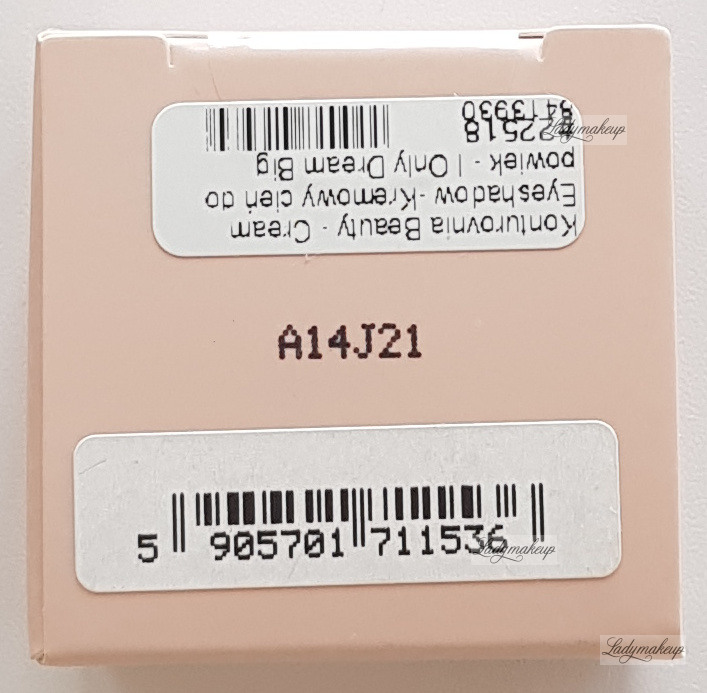 Konturovnia Beauty - Cream
Eyeshadow -Kremowy cień do
powiek - I Only Dream Big
A14J21
5 905701 711536
Ladymakeup
Ladymakeup
Ladymakeup